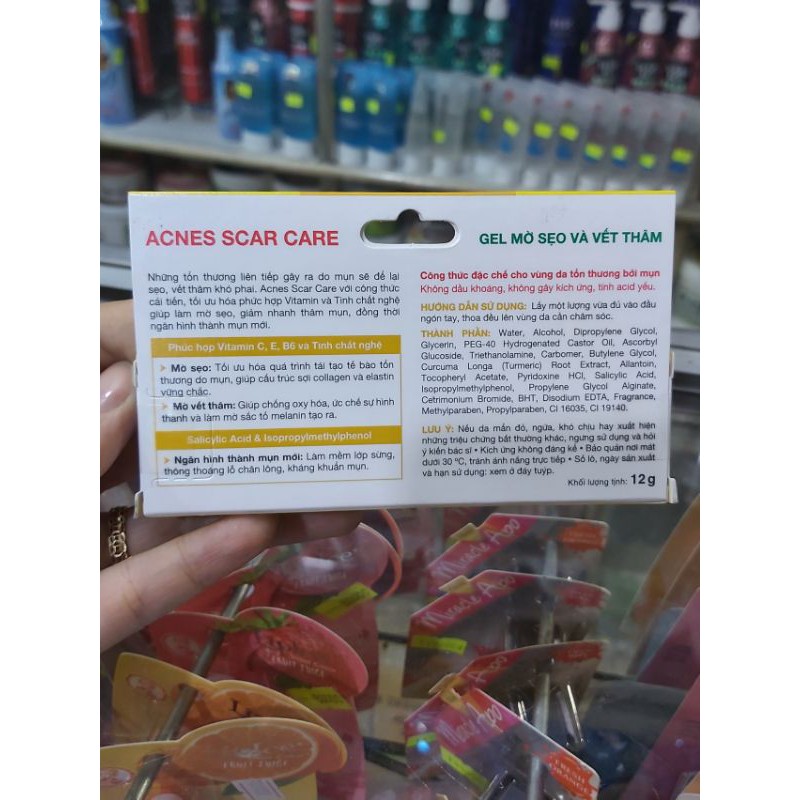 ACNES SCAR CARE
Những tổn thương liên tiếp gây ra do mụn sẽ để lại
sẹo, vết thâm khó phai. Acnes Scar Care với công thức
cải tiến, tối ưu hóa phức hợp Vitamin và Tinh chất nghệ
giúp làm mờ sẹo, giảm nhanh thâm mụn, đồng thời
ngăn hình thành mụn mới.
Phức hợp Vitamin C, E, B6 và Tinh chất nghệ
Mờ sẹo: Tối ưu hóa quá trình tái tạo tế bào tổn
thương do mụn, giúp cấu trúc sợi collagen và elastin
vững chắc.
Mờ vết thâm: Giúp chống oxy hóa, ức chế sự hình
thành và làm mờ sắc tố melanin tạo ra.
Salicylic Acid & Isopropylmethylphenol
Ngăn hình thành mụn mới: Làm mềm lớp sừng,
thông thoáng lỗ chân lông, kháng khuẩn mụn.
GEL MỜ SẸO VÀ VẾT THÂM
Công thức đặc chế cho vùng da tổn thương bởi mụn
Không dầu khoáng, không gây kích ứng, tính acid yếu.
HƯỚNG DẪN SỬ DỤNG: Lấy một lượng vừa đủ vào đầu
ngón tay, thoa đều lên vùng da cần chăm sóc.
THÀNH PHẦN: Water, Alcohol, Dipropylene Glycol,
Glycerin, PEG-40 Hydrogenated Castor Oil, Ascorbyl
Glucoside, Triethanolamine, Carbomer, Butylene Glycol,
Curcuma Longa (Turmeric) Root Extract, Allantoin,
Tocopheryl Acetate, Pyridoxine HCl, Salicylic Acid,
Isopropylmethylphenol, Propylene Glycol Alginate,
Cetrimonium Bromide, BHT, Disodium EDTA, Fragrance,
Methylparaben, Propylparaben, CI 16035, CI 19140.
LƯU Ý: Nếu da mẩn đỏ, ngứa, khó chịu hay xuất hiện
những triệu chứng bất thường khác, ngưng sử dụng và hỏi
ý kiến bác sĩ • Kích ứng không đáng kể • Bảo quản nơi mát
dưới 30 ºC, tránh ánh nắng trực tiếp • Số lô, ngày sản xuất
và hạn sử dụng: xem ở đáy tuýp.
Khối lượng tịnh: 12g
Miracle Apo
Miracle Apo
Miracle Apo
FRUIT JUICE
FRUIT JUICE
FRESH
ORANGE